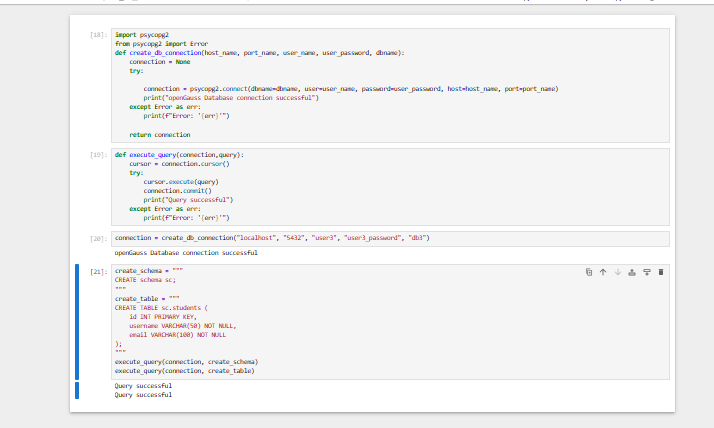 [18]:
import psycopg2
from psycopg2 import Error
def create_db_connection(host_name, port_name, user_name, user_password, dbname):
    connection = None
    try:
        connection = psycopg2.connect(dbname=dbname, user=user_name, password=user_password, host=host_name, port=port_name)
        print("openGauss Database connection successful")
    except Error as err:
        print(f"Error: '{err}'")
    return connection
[19]:
def execute_query(connection,query):
    cursor = connection.cursor()
    try:
        cursor.execute(query)
        connection.commit()
        print("Query successful")
    except Error as err:
        print(f"Error: '{err}'")
[20]:
connection = create_db_connection("localhost", "5432", "user3", "user3_password", "db3")
openGauss Database connection successful
[21]:
create_schema = """
CREATE schema sc;
"""
create_table = """
CREATE TABLE sc.students (
    id INT PRIMARY KEY,
    username VARCHAR(50) NOT NULL,
    email VARCHAR(100) NOT NULL
);
"""
execute_query(connection, create_schema)
execute_query(connection, create_table)
Query successful
Query successful